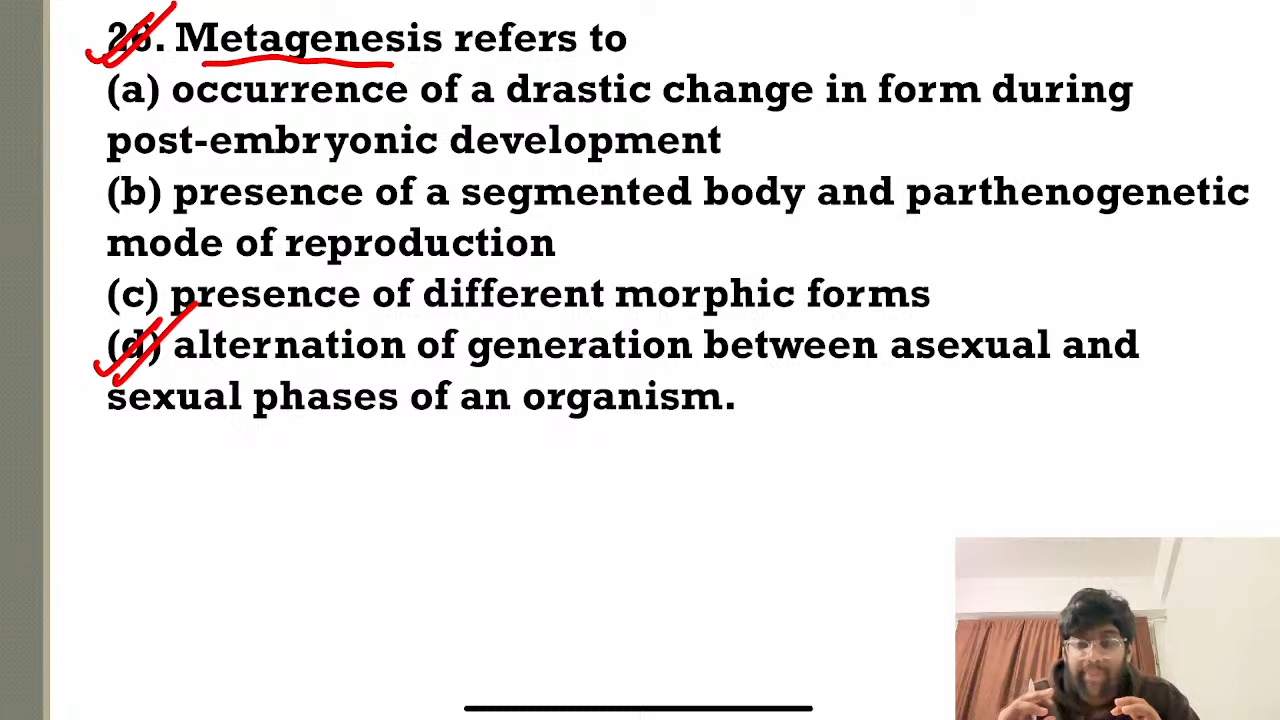 26. Metagenesis refers to
(a) occurrence of a drastic change in form during
post-embryonic development
(b) presence of a segmented body and parthenogenetic
mode of reproduction
(c) presence of different morphic forms
(d) alternation of generation between asexual and
sexual phases of an organism.